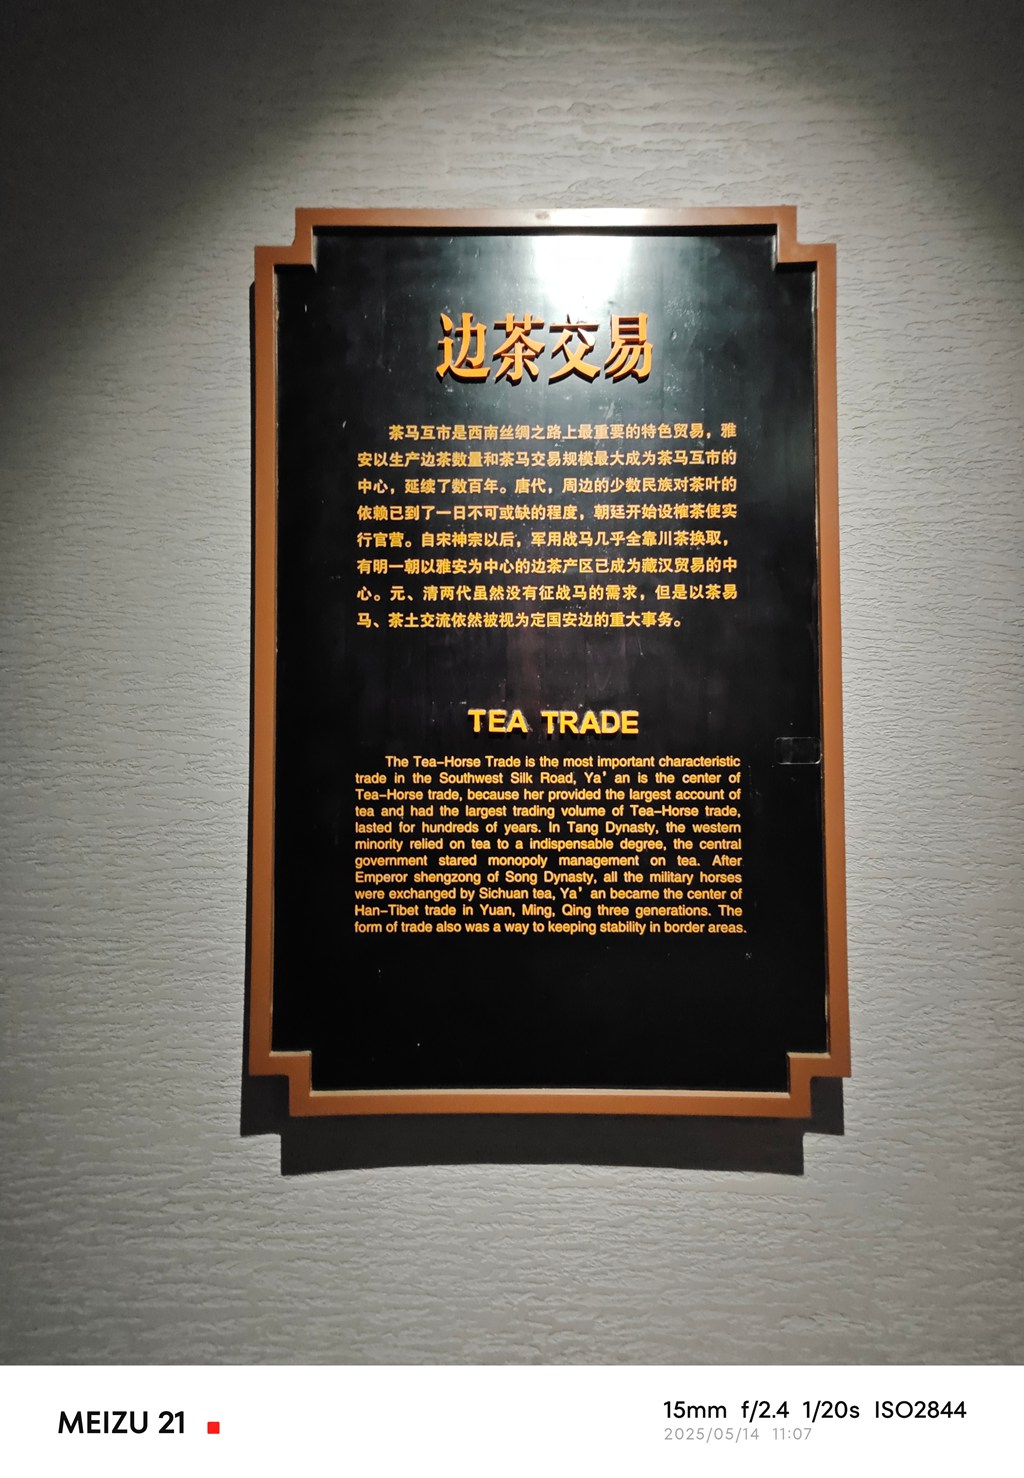 边茶交易
茶马互市是西南丝绸之路上最重要的特色贸易，雅
安以生产边茶数量和茶马交易规模最大成为茶马互市的
中心，延续了数百年。唐代，周边的少数民族对茶叶的
依赖已到了一日不可或缺的程度，朝廷开始设榷茶使实
行官营。自宋神宗以后，军用战马几乎全靠川茶换取，
有明一朝以雅安为中心的边茶产区已成为藏汉贸易的中
心。元、清两代虽然没有征战马的需求，但是以茶易
马、茶土交流依然被视为定国安边的重大事务。
TEA TRADE
The Tea-Horse Trade is the most important characteristic
trade in the Southwest Silk Road, Ya' an is the center of
Tea-Horse trade, because her provided the largest account of
tea and had the largest trading volume of Tea-Horse trade,
lasted for hundreds of years. In Tang Dynasty, the western
minority relied on tea to a indispensable degree, the central
government stared monopoly management on tea. After
Emperor shengzong of Song Dynasty, all the military horses
were exchanged by Sichuan tea, Ya' an became the center of
Han-Tibet trade in Yuan, Ming, Qing three generations. The
form of trade also was a way to keeping stability in border areas.
MEIZU 21
15mm f/2.4 1/20s ISO2844
2025/05/14 11:07